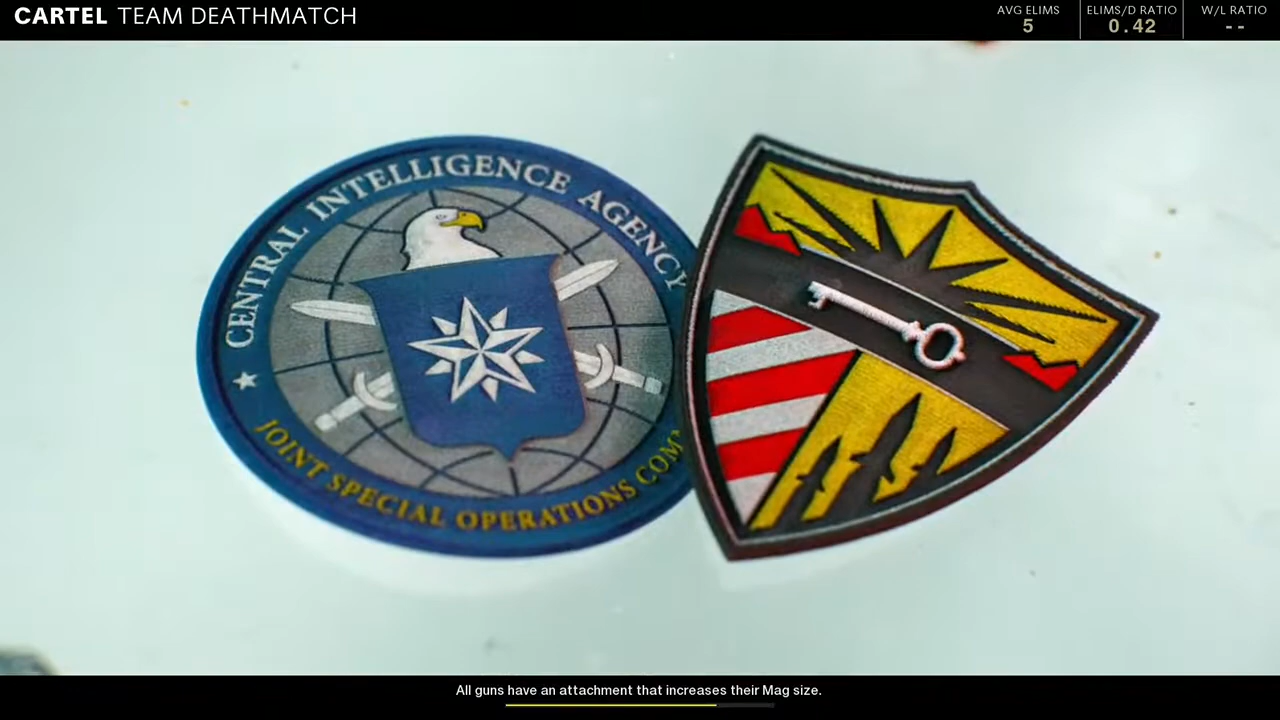 CARTEL TEAM DEATHMATCH
AVG ELIMS
5
ELIMS/D RATIO
0.42
W/L RATIO
--
CENTRAL INTELLIGENCE AGENCY
JOINT SPECIAL OPERATIONS COM
All guns have an attachment that increases their Mag size.